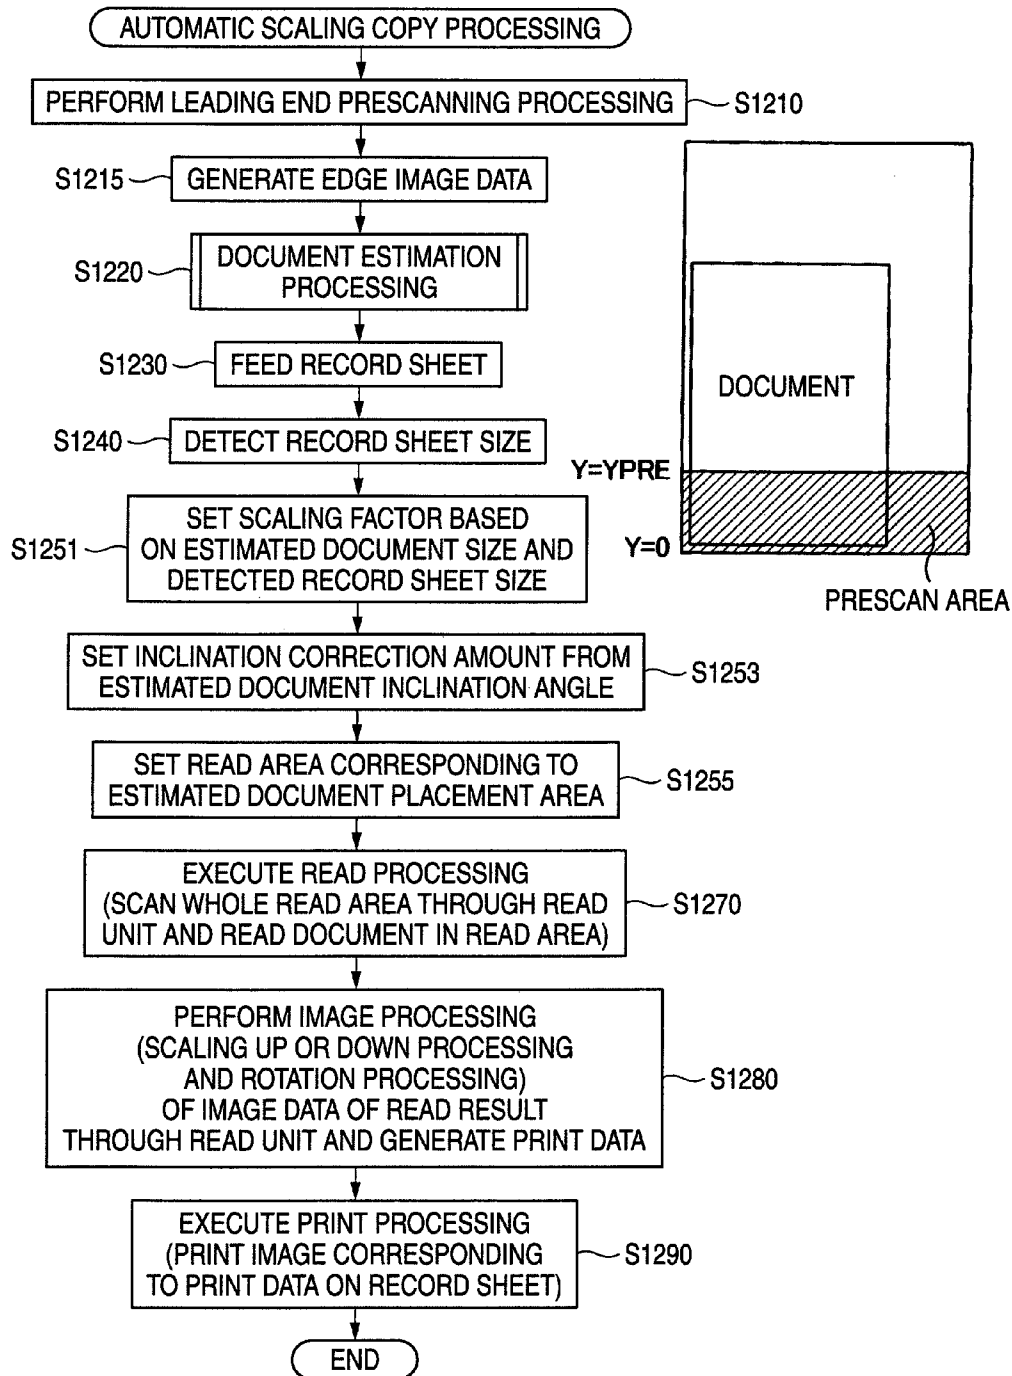 AUTOMATIC SCALING COPY PROCESSING
PERFORM LEADING END PRESCANNING PROCESSING
S1210
S1215
GENERATE EDGE IMAGE DATA
S1220
DOCUMENT ESTIMATION
PROCESSING
S1230
FEED RECORD SHEET
S1240
DETECT RECORD SHEET SIZE
S1251
SET SCALING FACTOR BASED
ON ESTIMATED DOCUMENT SIZE AND
DETECTED RECORD SHEET SIZE
SET INCLINATION CORRECTION AMOUNT FROM
ESTIMATED DOCUMENT INCLINATION ANGLE
S1253
SET READ AREA CORRESPONDING TO
ESTIMATED DOCUMENT PLACEMENT AREA
S1255
EXECUTE READ PROCESSING
(SCAN WHOLE READ AREA THROUGH READ
UNIT AND READ DOCUMENT IN READ AREA)
S1270
PERFORM IMAGE PROCESSING
(SCALING UP OR DOWN PROCESSING
AND ROTATION PROCESSING)
OF IMAGE DATA OF READ RESULT
THROUGH READ UNIT AND GENERATE PRINT DATA
S1280
EXECUTE PRINT PROCESSING
(PRINT IMAGE CORRESPONDING
TO PRINT DATA ON RECORD SHEET)
S1290
END
DOCUMENT
Y=YPRE
Y=0
PRESCAN AREA